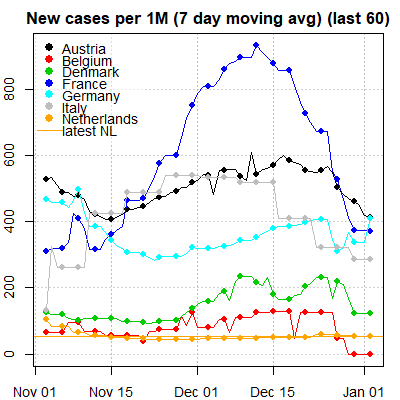 New cases per 1M (7 day moving avg) (last 60)
Austria
Belgium
Denmark
France
Germany
Italy
Netherlands
latest NL
800
600
400
200
0
Nov 01 Nov 15 Dec 01 Dec 15 Jan 01